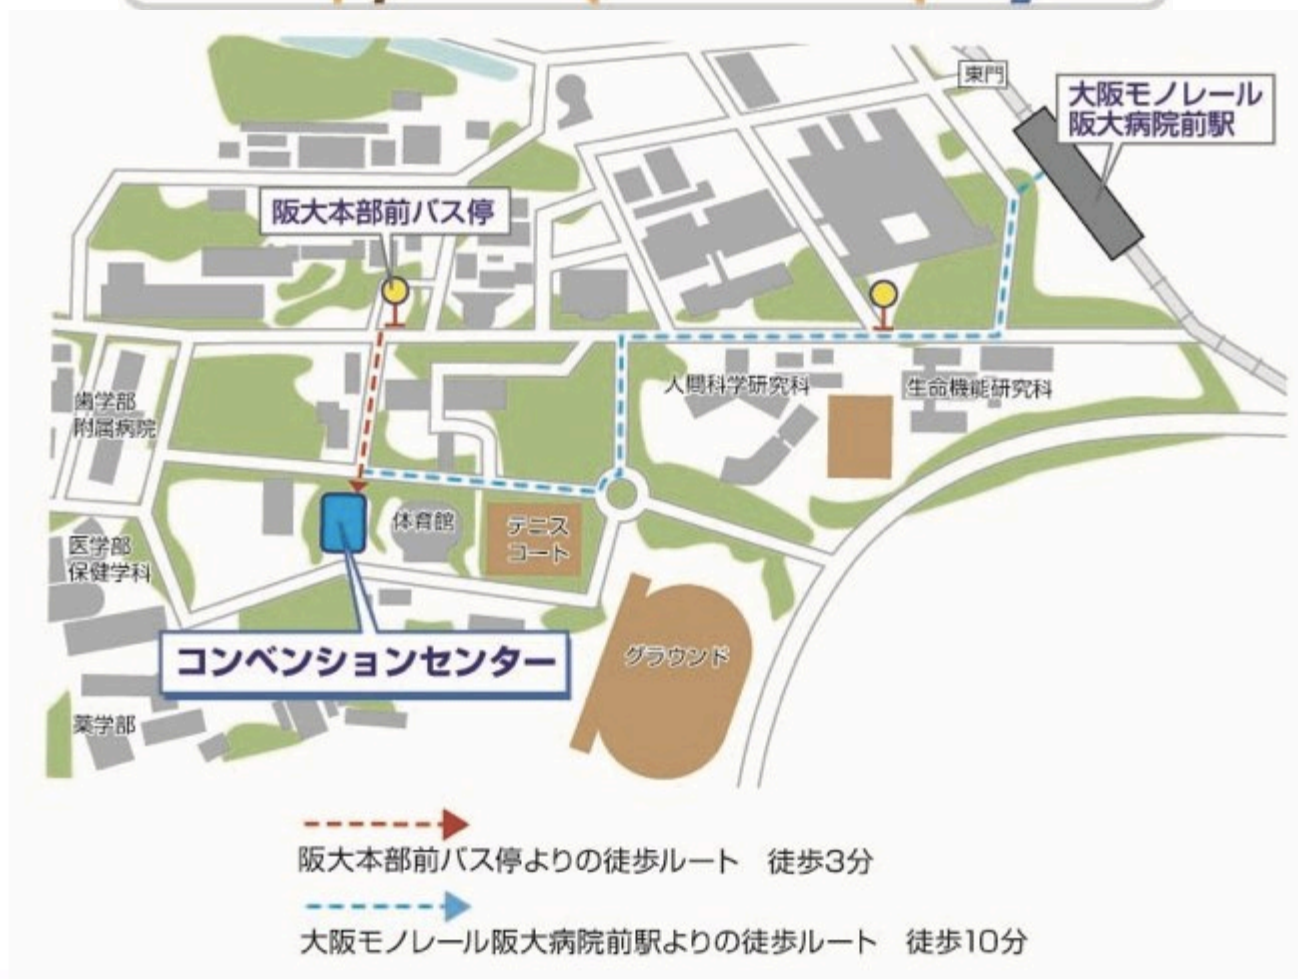 東門
大阪モノレール
阪大病院前駅
阪大本部前バス停
人間科学研究科
生命機能研究科
歯学部
附属病院
体育館
テニス
コート
医学部
保健学科
コンベンションセンター
グラウンド
薬学部
阪大本部前バス停よりの徒歩ルート　徒歩3分
大阪モノレール阪大病院前駅よりの徒歩ルート　徒歩10分